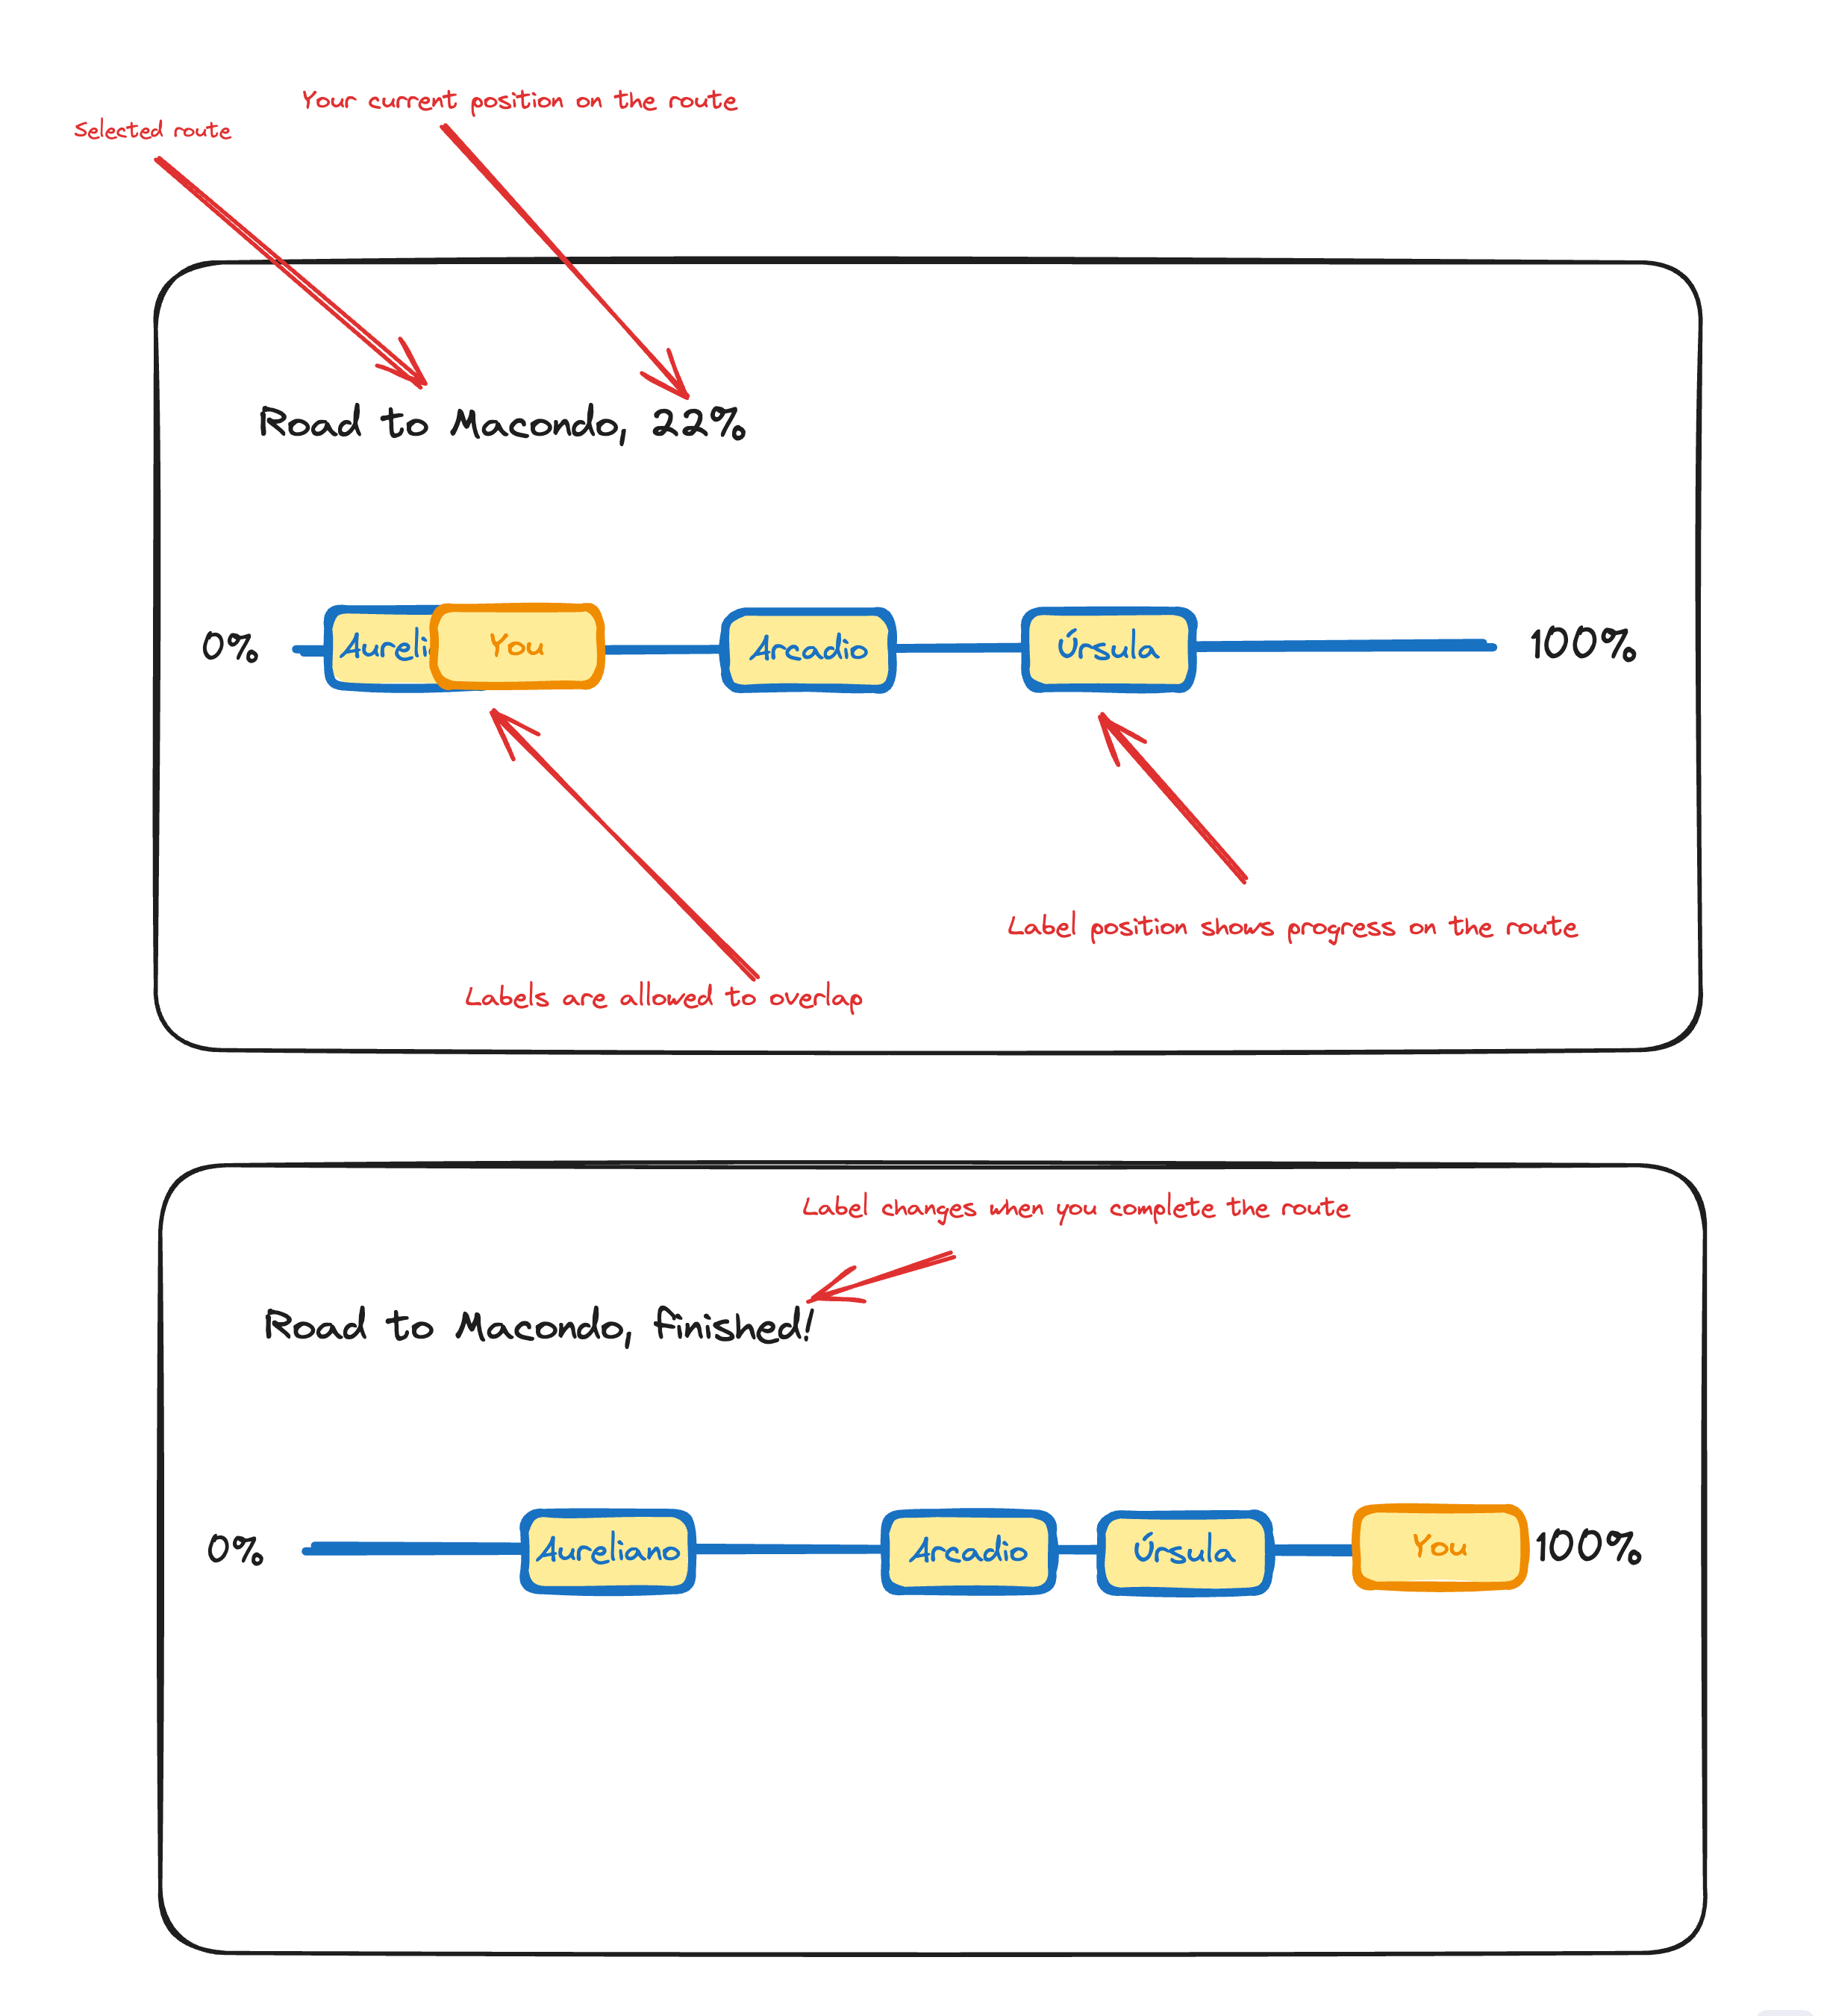 Your current position on the route
Selected route
Road to Macondo, 22%
0%
Aureli
You
Arcadio
Úrsula
100%
Label position shows progress on the route
Labels are allowed to overlap
Label changes when you complete the route
Road to Macondo, finished!
0%
Aureliano
Arcadio
Úrsula
You
100%